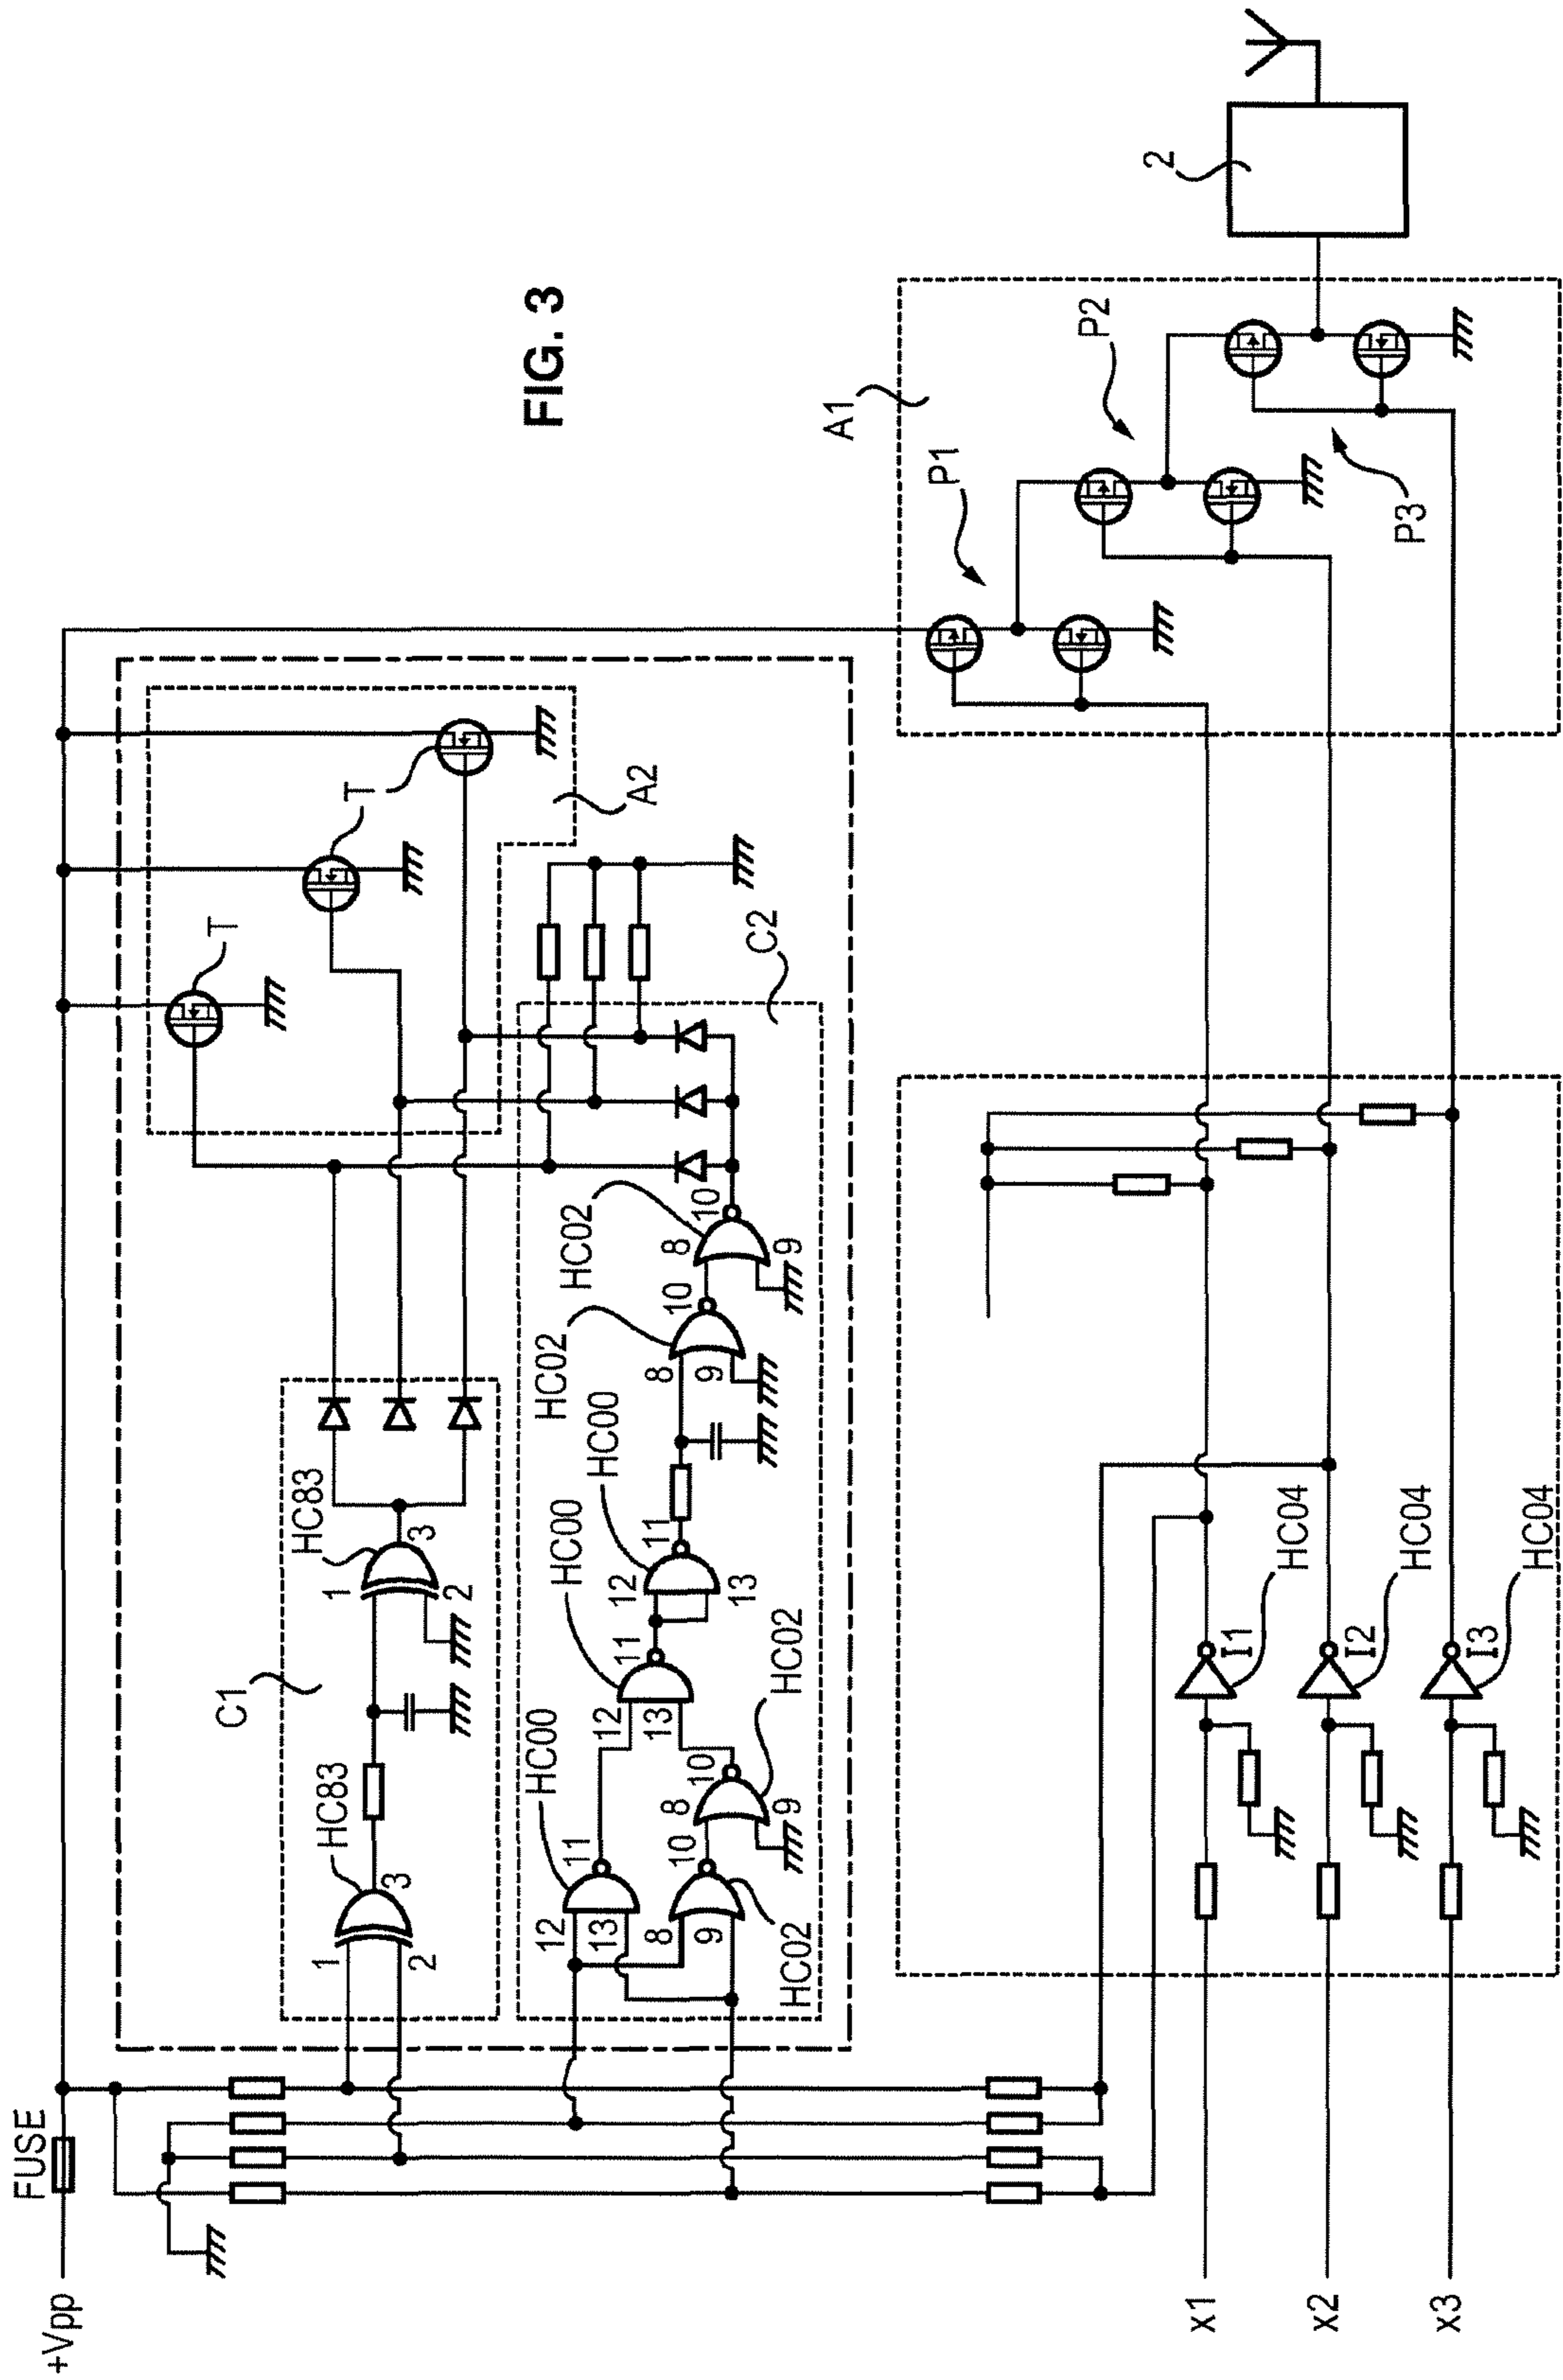 FIG. 3
+Vpp
FUSE
T
T
T
A2
C1
HC83
1
2
3
HC83
1
2
3
C2
HC00
12
13
11
HC02
8
9
10
HC02
8
9
10
HC00
12
13
11
HC00
12
13
11
HC02
8
9
10
HC02
8
9
10
A1
P1
P2
P3
2
x1
x2
x3
I1
HC04
I2
HC04
I3
HC04